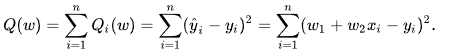 Q(w) = \sum_{i=1}^{n} Q_i(w) = \sum_{i=1}^{n} (\hat{y}_i - y_i)^2 = \sum_{i=1}^{n} (w_1 + w_2 x_i - y_i)^2.